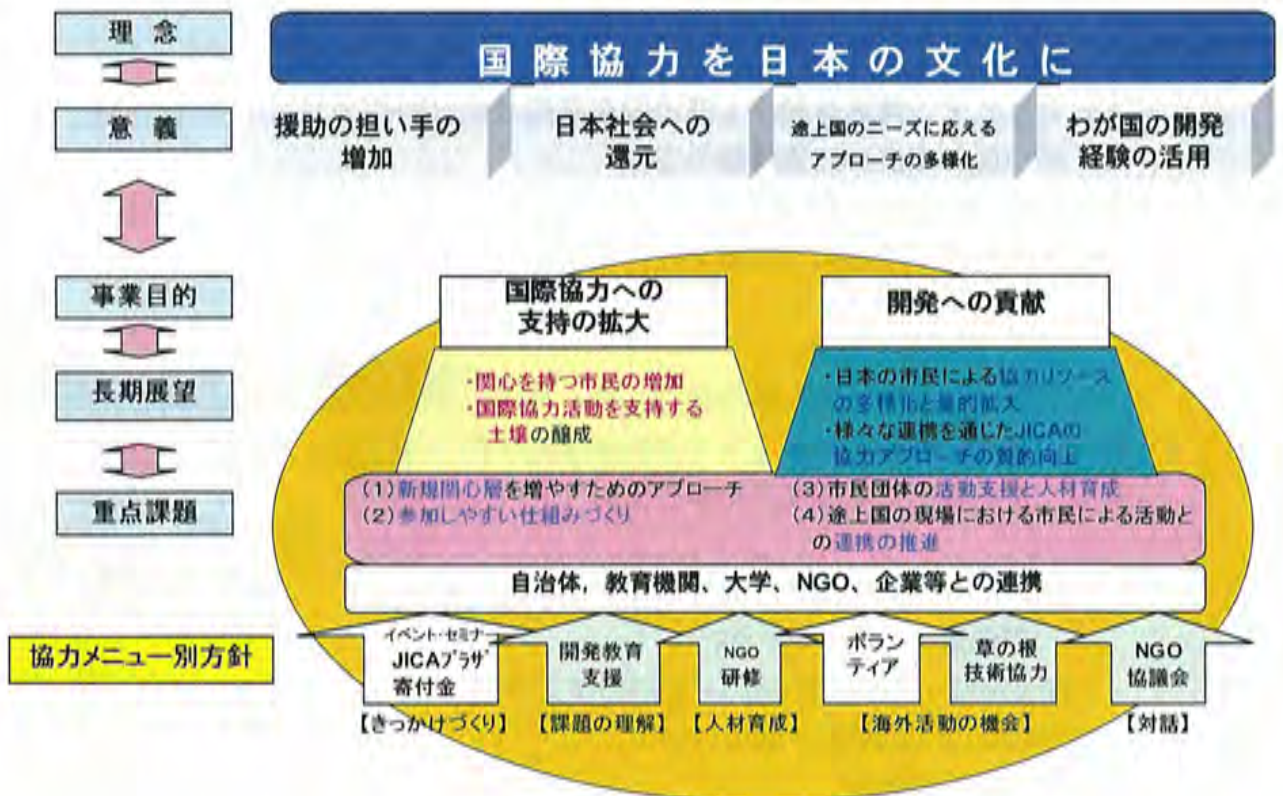 理 念
国 際 協 力 を 日 本 の 文 化 に
意 義
援助の担い手の
増加
日本社会への
還元
途上国のニーズに応える
アプローチの多様化
わが国の開発
経験の活用
事業目的
国際協力への
支持の拡大
開発への貢献
長期展望
・関心を持つ市民の増加
・国際協力活動を支持する
土壌の醸成
・日本の市民による協力リソース
の多様化と量的拡大
・様々な連携を通じたJICAの
協力アプローチの質的向上
重点課題
(1)新規関心層を増やすためのアプローチ
(2)参加しやすい仕組みづくり
(3)市民団体の活動支援と人材育成
(4)途上国の現場における市民による活動と
の連携の推進
自治体，教育機関、大学、NGO、企業等との連携
協力メニュー別方針
イベント・セミナー
JICAプラザ
寄付金
開発教育
支援
NGO
研修
ボラン
ティア
草の根
技術協力
NGO
協議会
【きっかけづくり】
【課題の理解】
【人材育成】
【海外活動の機会】
【対話】